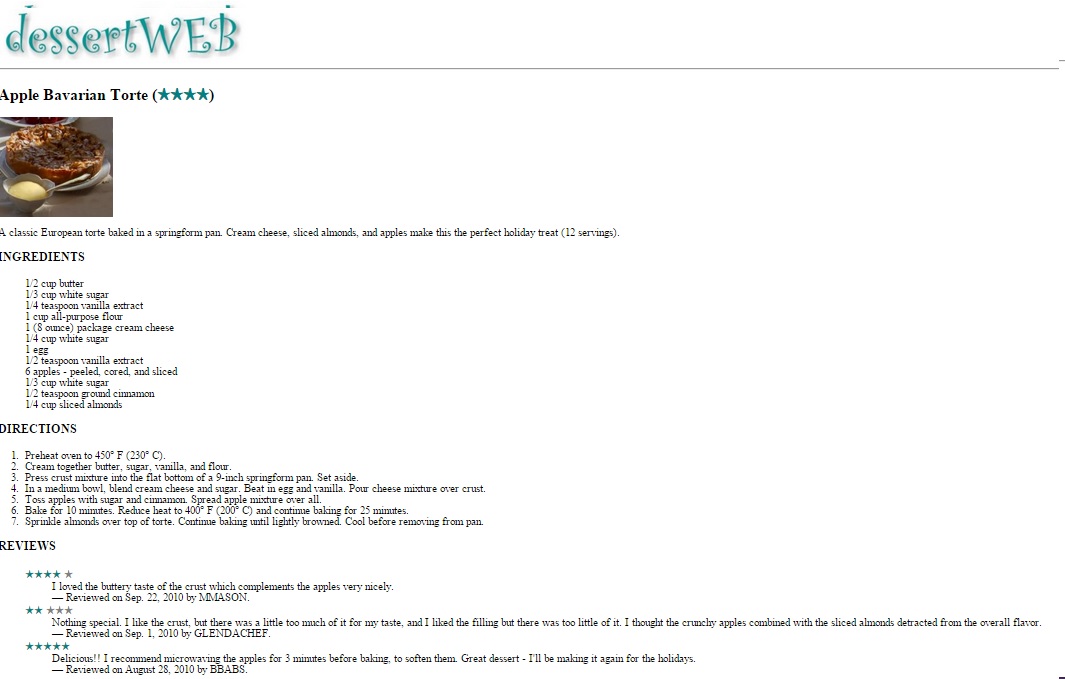 dessertWEB
Apple Bavarian Torte (★★★★)
A classic European torte baked in a springform pan. Cream cheese, sliced almonds, and apples make this the perfect holiday treat (12 servings).
INGREDIENTS
1/2 cup butter
1/3 cup white sugar
1/4 teaspoon vanilla extract
1 cup all-purpose flour
1 (8 ounce) package cream cheese
1/4 cup white sugar
1 egg
1/2 teaspoon vanilla extract
6 apples - peeled, cored, and sliced
1/3 cup white sugar
1/2 teaspoon ground cinnamon
1/4 cup sliced almonds
DIRECTIONS
1. Preheat oven to 450° F (230° C).
2. Cream together butter, sugar, vanilla, and flour.
3. Press crust mixture into the flat bottom of a 9-inch springform pan. Set aside.
4. In a medium bowl, blend cream cheese and sugar. Beat in egg and vanilla. Pour cheese mixture over crust.
5. Toss apples with sugar and cinnamon. Spread apple mixture over all.
6. Bake for 10 minutes. Reduce heat to 400° F (200° C) and continue baking for 25 minutes.
7. Sprinkle almonds over top of torte. Continue baking until lightly browned. Cool before removing from pan.
REVIEWS
★★★★ ★
I loved the buttery taste of the crust which complements the apples very nicely.
— Reviewed on Sep. 22, 2010 by MMASON.
★★ ★★★
Nothing special. I like the crust, but there was a little too much of it for my taste, and I liked the filling but there was too little of it. I thought the crunchy apples combined with the sliced almonds detracted from the overall flavor.
— Reviewed on Sep. 1, 2010 by GLENDACHEF.
★★★★★
Delicious!! I recommend microwaving the apples for 3 minutes before baking, to soften them. Great dessert - I'll be making it again for the holidays.
— Reviewed on August 28, 2010 by BBABS.